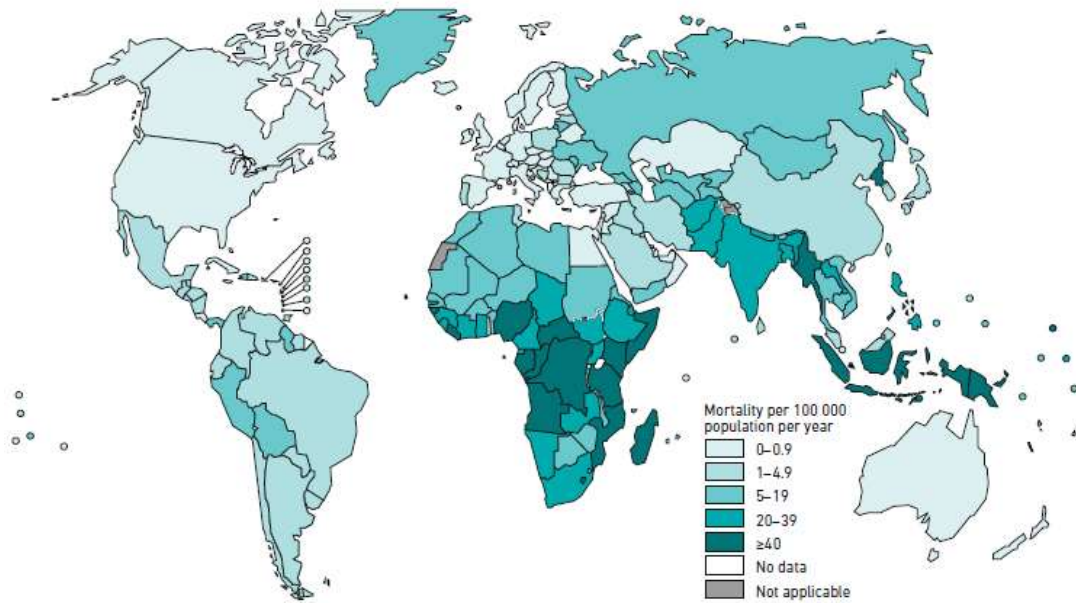 Mortality per 100 000
population per year
0–0.9
1–4.9
5–19
20–39
≥40
No data
Not applicable